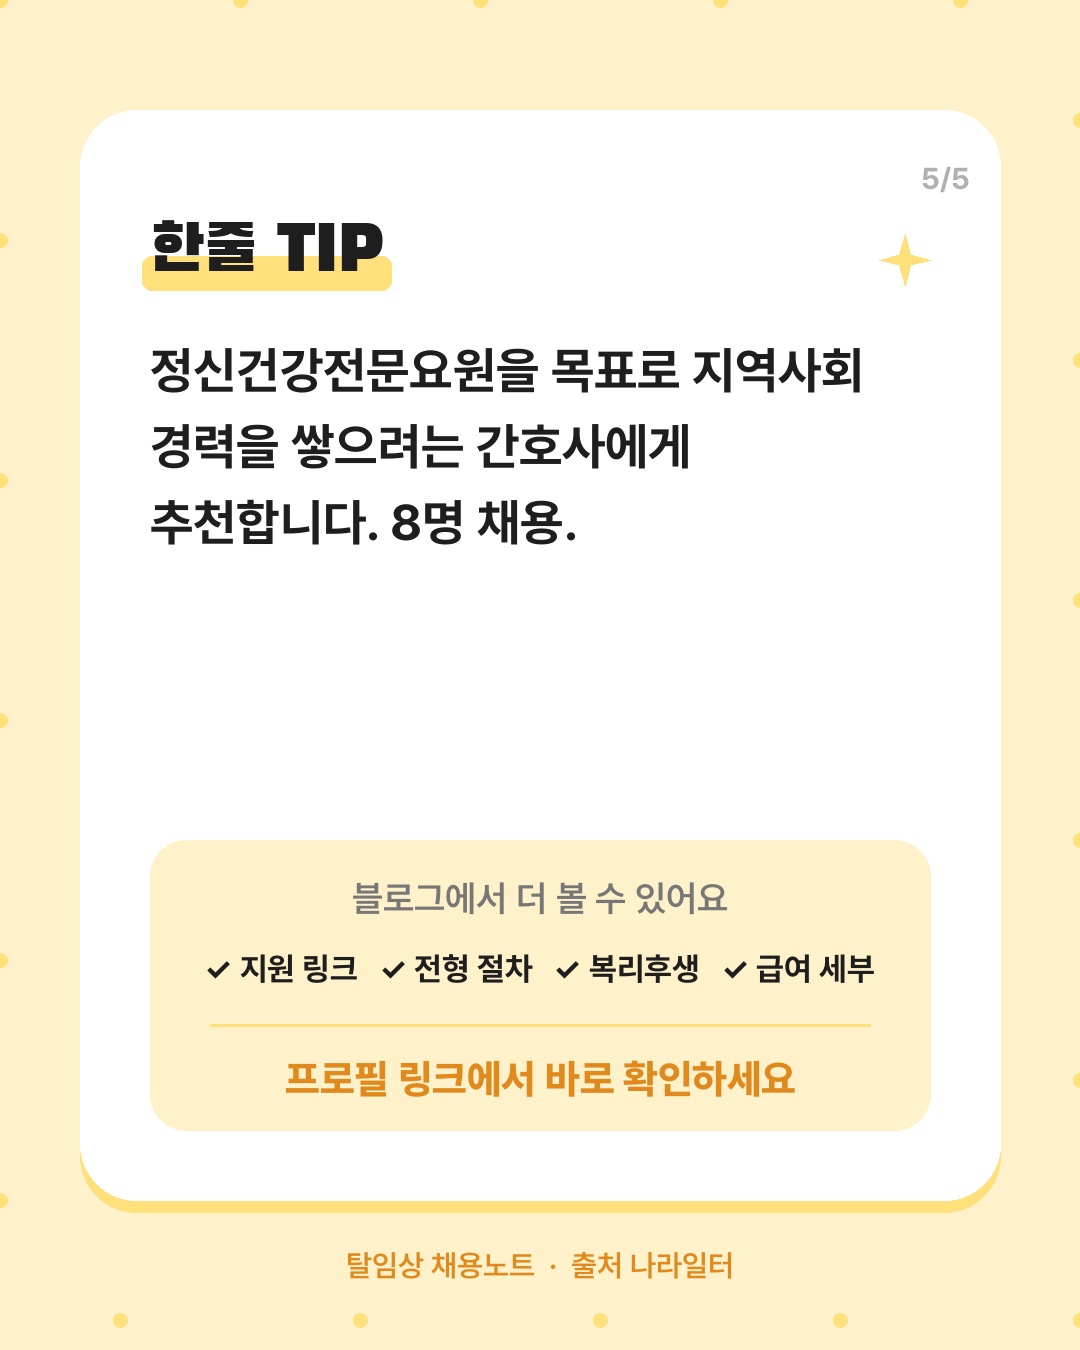 5/5
한줄 TIP
정신건강전문요원을 목표로 지역사회
경력을 쌓으려는 간호사에게
추천합니다. 8명 채용.
블로그에서 더 볼 수 있어요
✓ 지원 링크 ✓ 전형 절차 ✓ 복리후생 ✓ 급여 세부
프로필 링크에서 바로 확인하세요
탈임상 채용노트 · 출처 나라일터